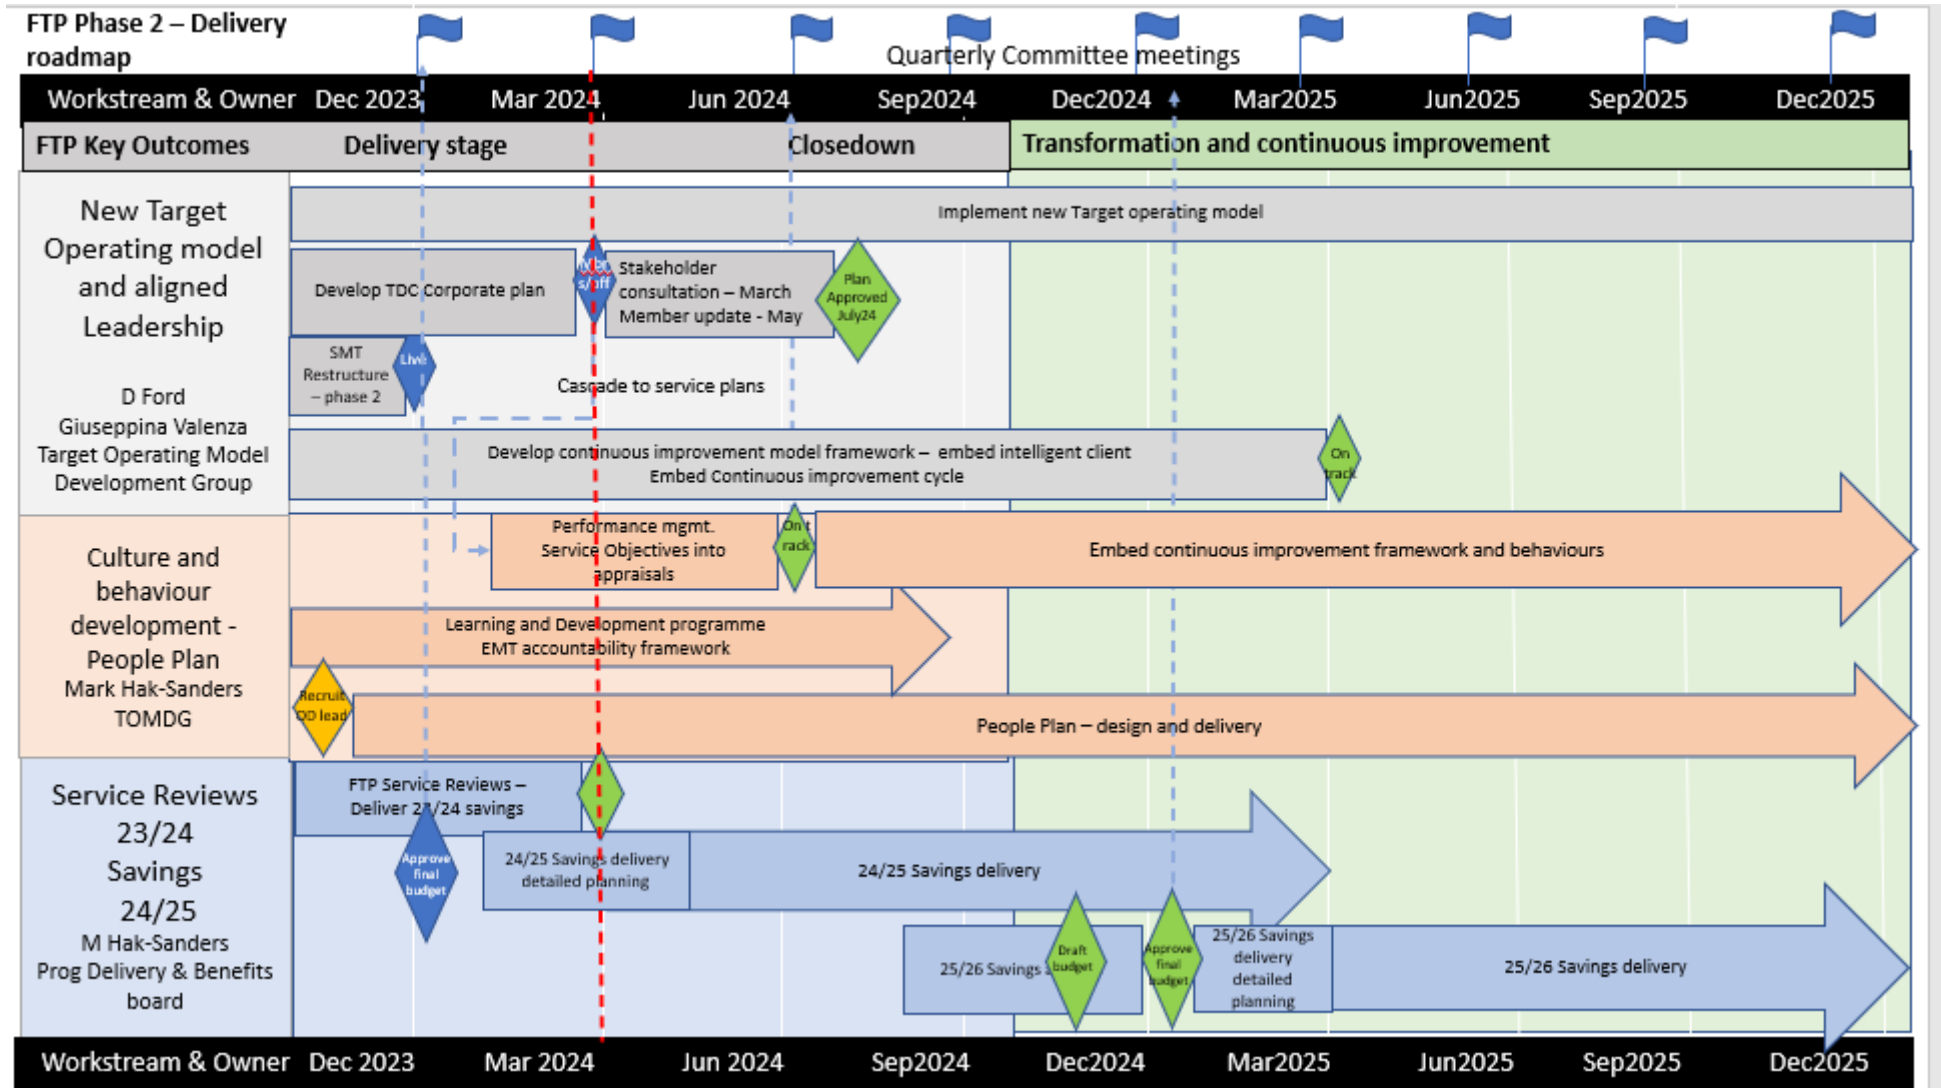 FTP Phase 2 – Delivery
roadmap
Quarterly Committee meetings
Workstream & Owner Dec 2023 Mar 2024 Jun 2024 Sep2024 Dec2024 Mar2025 Jun2025 Sep2025 Dec2025
FTP Key Outcomes Delivery stage Closedown Transformation and continuous improvement
New Target
Operating model
and aligned
Leadership
D Ford
Giuseppina Valenza
Target Operating Model
Development Group
Implement new Target operating model
Develop TDC Corporate plan
s/off
Stakeholder
consultation – March
Member update - May
Plan
Approved
July24
SMT
Restructure
– phase 2
Live
Cascade to service plans
Develop continuous improvement model framework – embed intelligent client
Embed Continuous improvement cycle
On
track
Culture and
behaviour
development -
People Plan
Mark Hak-Sanders
TOMDG
Performance mgmt.
Service Objectives into
appraisals
On t
rack
Embed continuous improvement framework and behaviours
Learning and Development programme
EMT accountability framework
Recruit
OD lead
People Plan – design and delivery
Service Reviews
23/24
Savings
24/25
M Hak-Sanders
Prog Delivery & Benefits
board
FTP Service Reviews –
Deliver 23/24 savings
Approve
final
budget
24/25 Savings delivery
detailed planning
24/25 Savings delivery
25/26 Savings
Draft
budget
Approve
final
budget
25/26 Savings
delivery
detailed
planning
25/26 Savings delivery
Workstream & Owner Dec 2023 Mar 2024 Jun 2024 Sep2024 Dec2024 Mar2025 Jun2025 Sep2025 Dec2025